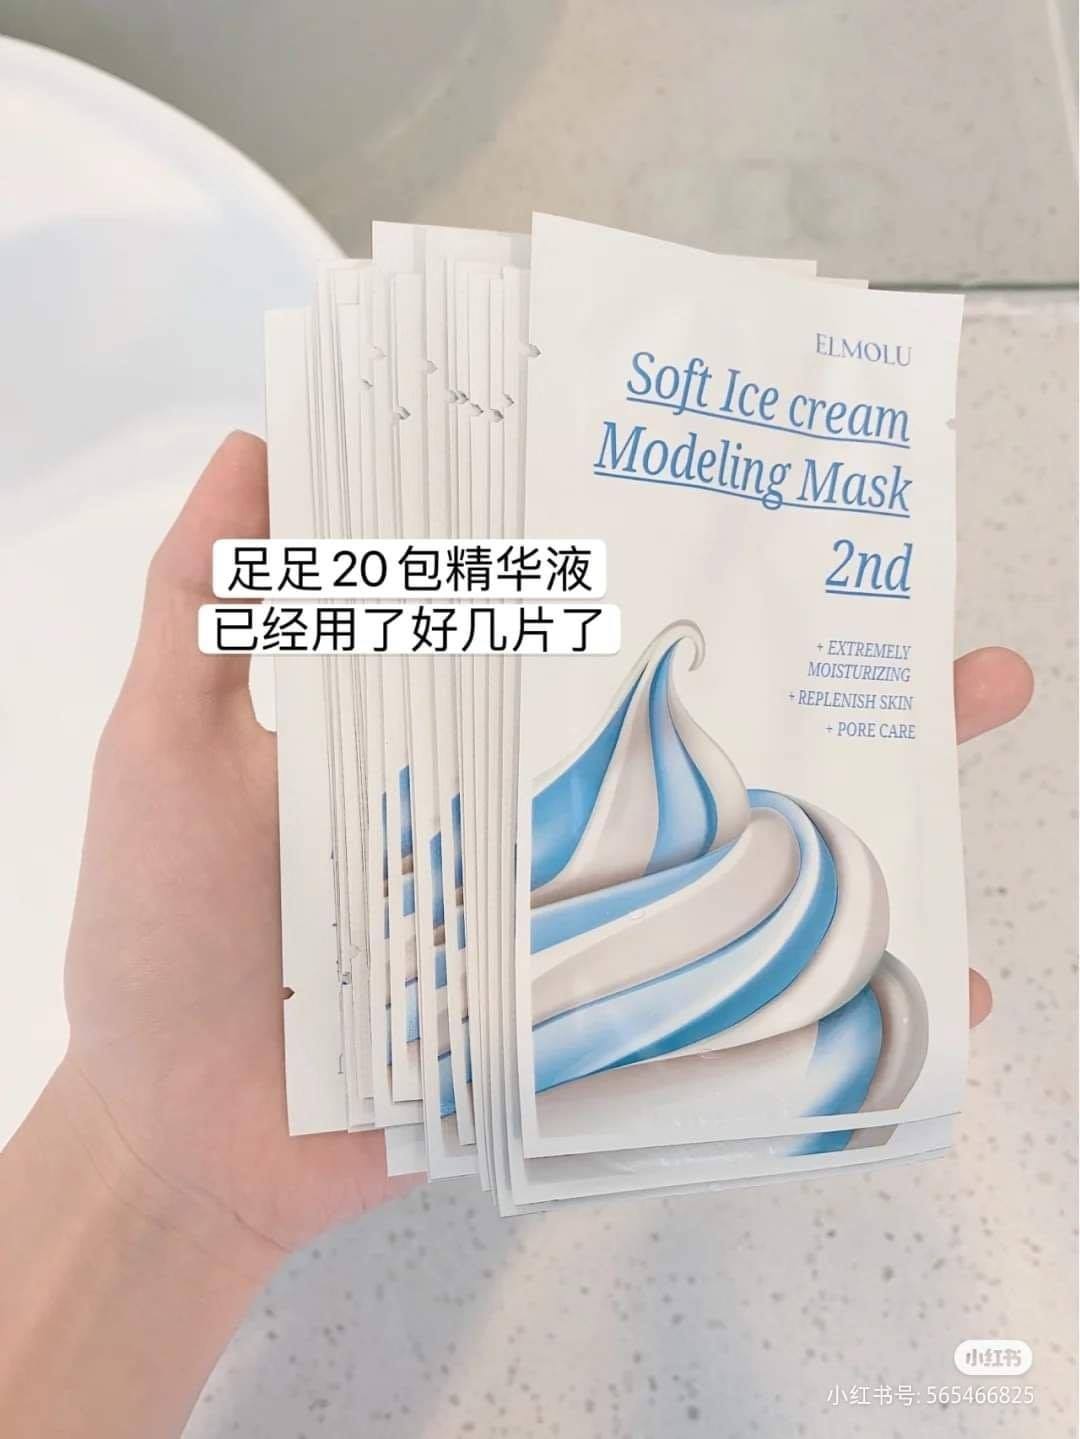 ELMOLU
Soft Ice cream
Modeling Mask
2nd
+ EXTREMELY
MOISTURIZING
+ REPLENISH SKIN
+ PORE CARE
足足20包精华液
已经用了好几片了
小红书
小红书号: 565466825